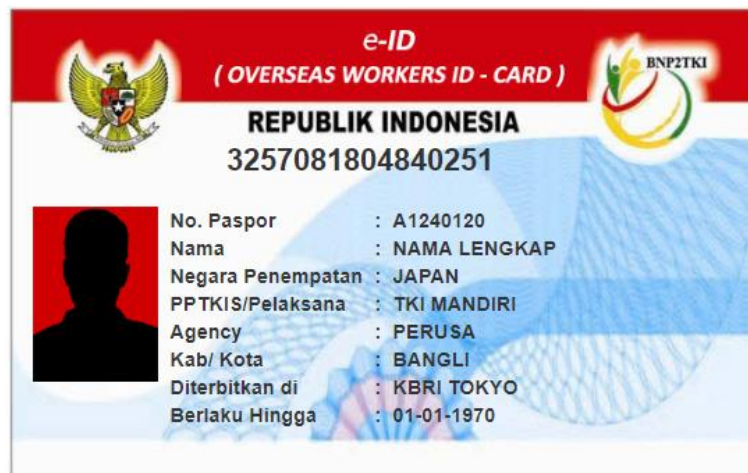 e-ID
( OVERSEAS WORKERS ID - CARD )
BNP2TKI
REPUBLIK INDONESIA
3257081804840251
No. Paspor : A1240120
Nama : NAMA LENGKAP
Negara Penempatan : JAPAN
PPTKIS/Pelaksana : TKI MANDIRI
Agency : PERUSA
Kab/ Kota : BANGLI
Diterbitkan di : KBRI TOKYO
Berlaku Hingga : 01-01-1970